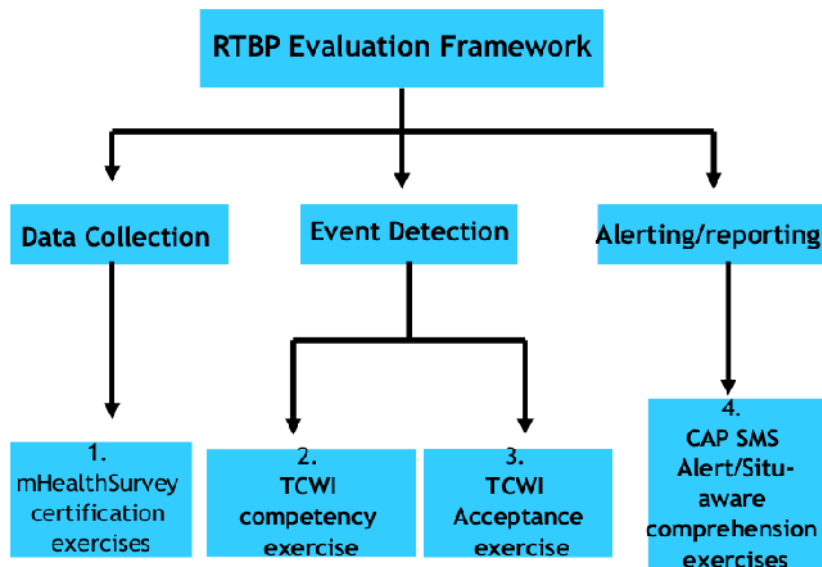 RTBP Evaluation Framework
Data Collection
Event Detection
Alerting/reporting
1.
mHealthSurvey
certification
exercises
2.
TCWI
competency
exercise
3.
TCWI
Acceptance
exercise
4.
CAP SMS
Alert/Situ-
aware
comprehension
exercises